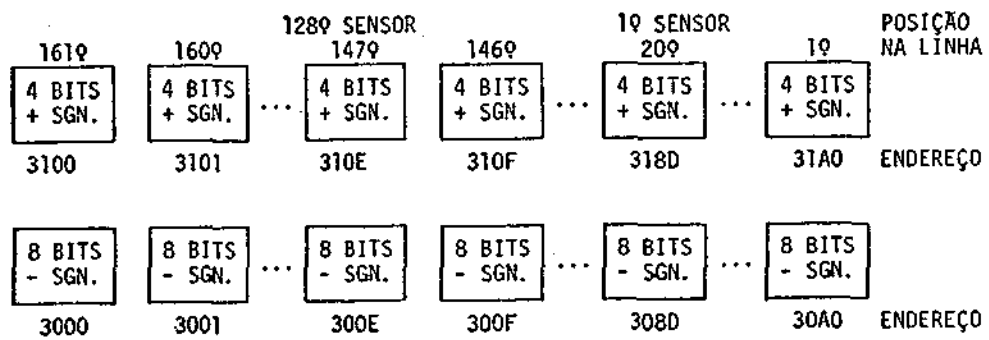 128º SENSOR 1º SENSOR POSIÇÃO
161º 160º 147º 146º 20º 1º NA LINHA
4 BITS 4 BITS 4 BITS 4 BITS 4 BITS 4 BITS
+ SGN. + SGN. ... + SGN. + SGN. ... + SGN. ... + SGN.
3100 3101 310E 310F 318D 31A0 ENDEREÇO
8 BITS 8 BITS 8 BITS 8 BITS 8 BITS 8 BITS
- SGN. - SGN. ... - SGN. - SGN. ... - SGN. ... - SGN.
3000 3001 300E 300F 308D 30A0 ENDEREÇO